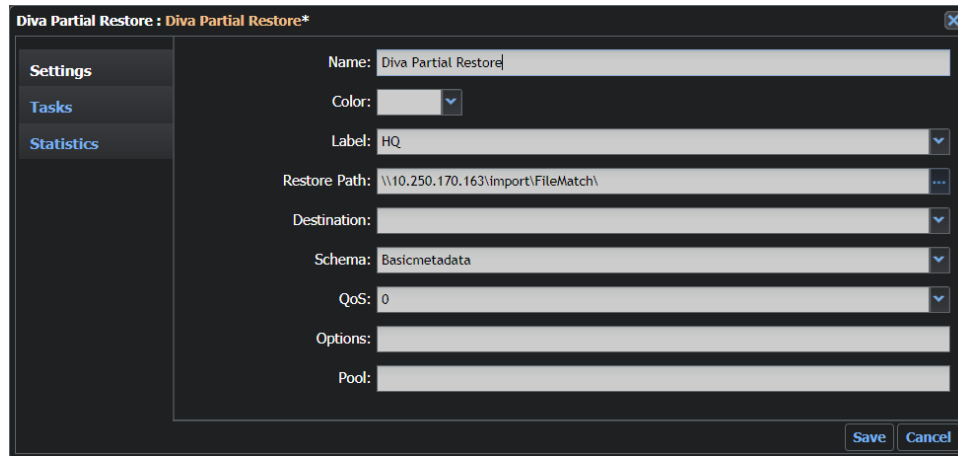 Diva Partial Restore : Diva Partial Restore*
Settings
Tasks
Statistics
Name: Diva Partial Restore
Color:
Label: HQ
Restore Path: \\10.250.170.163\import\FileMatch\
Destination:
Schema: Basicmetadata
QoS: 0
Options:
Pool:
Save Cancel